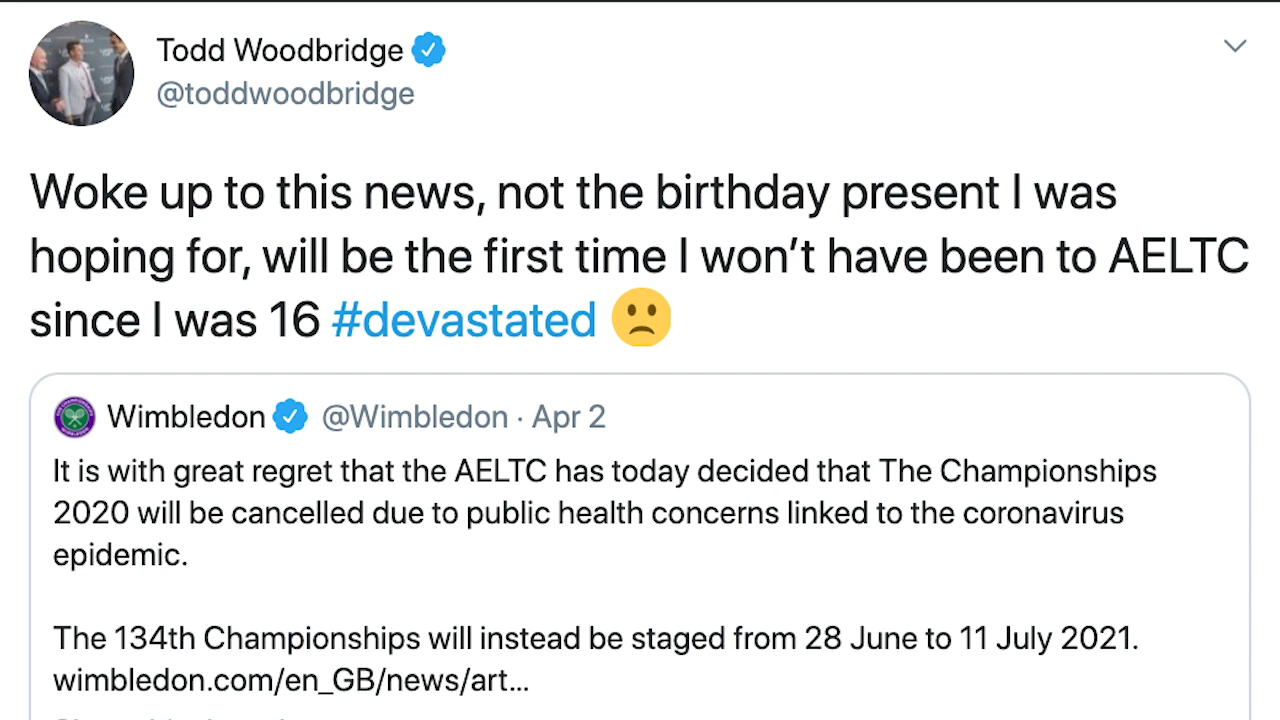 Todd Woodbridge
@toddwoodbridge
Woke up to this news, not the birthday present I was
hoping for, will be the first time I won't have been to AELTC
since I was 16 #devastated 🙁
Wimbledon @Wimbledon · Apr 2
It is with great regret that the AELTC has today decided that The Championships
2020 will be cancelled due to public health concerns linked to the coronavirus
epidemic.
The 134th Championships will instead be staged from 28 June to 11 July 2021.
wimbledon.com/en_GB/news/art...